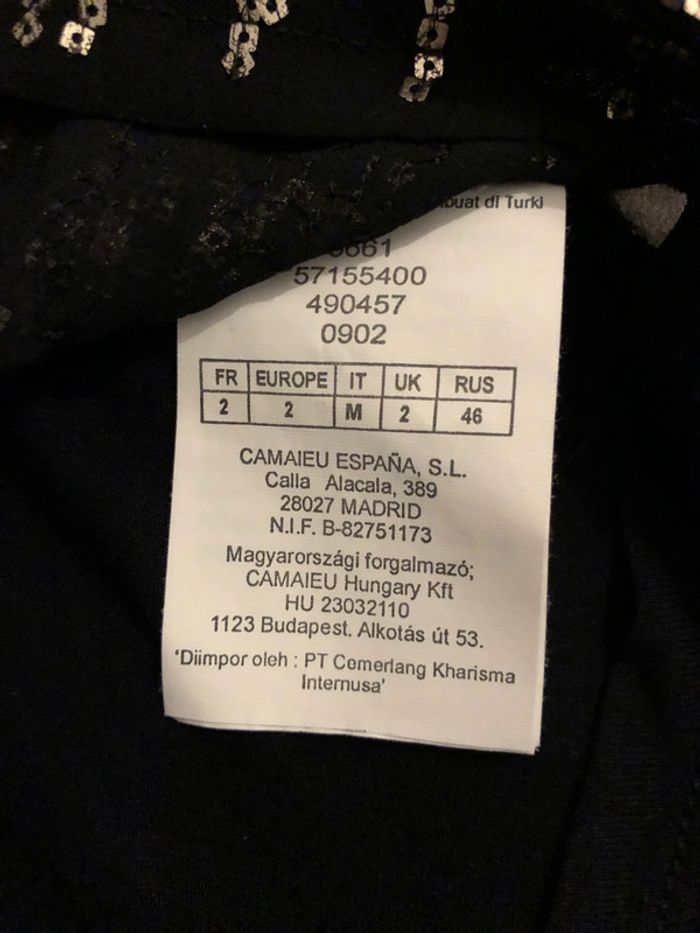 di Turki
57155400
490457
0902
FR EUROPE IT UK RUS
2 2 M 2 46
CAMAIEU ESPAÑA, S.L.
Calla Alacala, 389
28027 MADRID
N.I.F. B-82751173
Magyarországi forgalmazó;
CAMAIEU Hungary Kft
HU 23032110
1123 Budapest. Alkotás út 53.
'Diimpor oleh : PT Cemerlang Kharisma
Internusa'